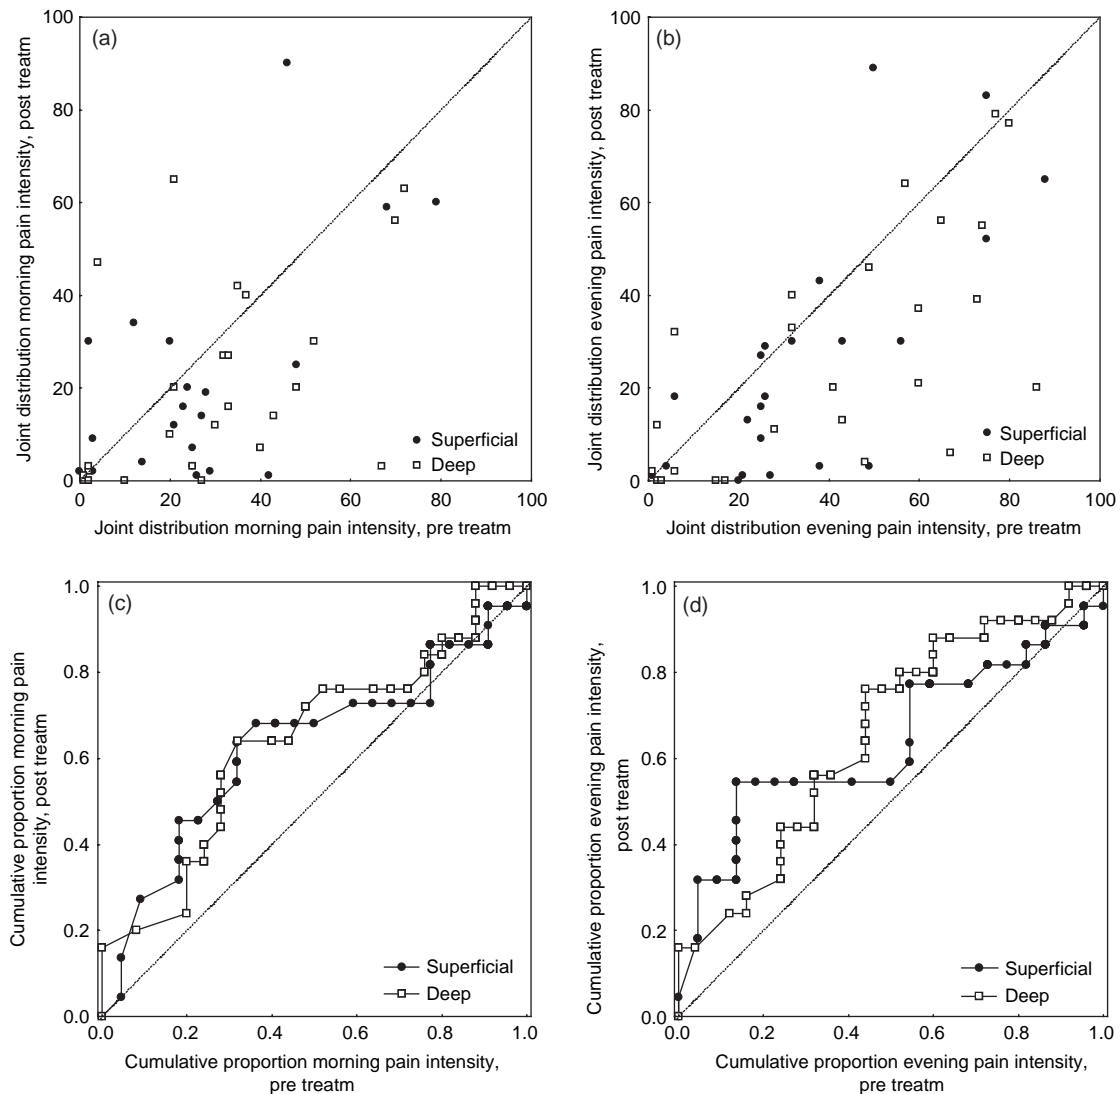 (a)
Joint distribution morning pain intensity, post treatm
100
80
60
40
20
0
0 20 40 60 80 100
Superficial
Deep
Joint distribution morning pain intensity, pre treatm
(b)
Joint distribution evening pain intensity, post treatm
100
80
60
40
20
0
0 20 40 60 80 100
Superficial
Deep
Joint distribution evening pain intensity, pre treatm
(c)
Cumulative proportion morning pain
intensity, post treatm
1.0
0.8
0.6
0.4
0.2
0.0
0.0 0.2 0.4 0.6 0.8 1.0
Superficial
Deep
Cumulative proportion morning pain intensity,
pre treatm
(d)
Cumulative proportion evening pain intensity,
post treatm
1.0
0.8
0.6
0.4
0.2
0.0
0.0 0.2 0.4 0.6 0.8 1.0
Superficial
Deep
Cumulative proportion evening pain intensity,
pre treatm